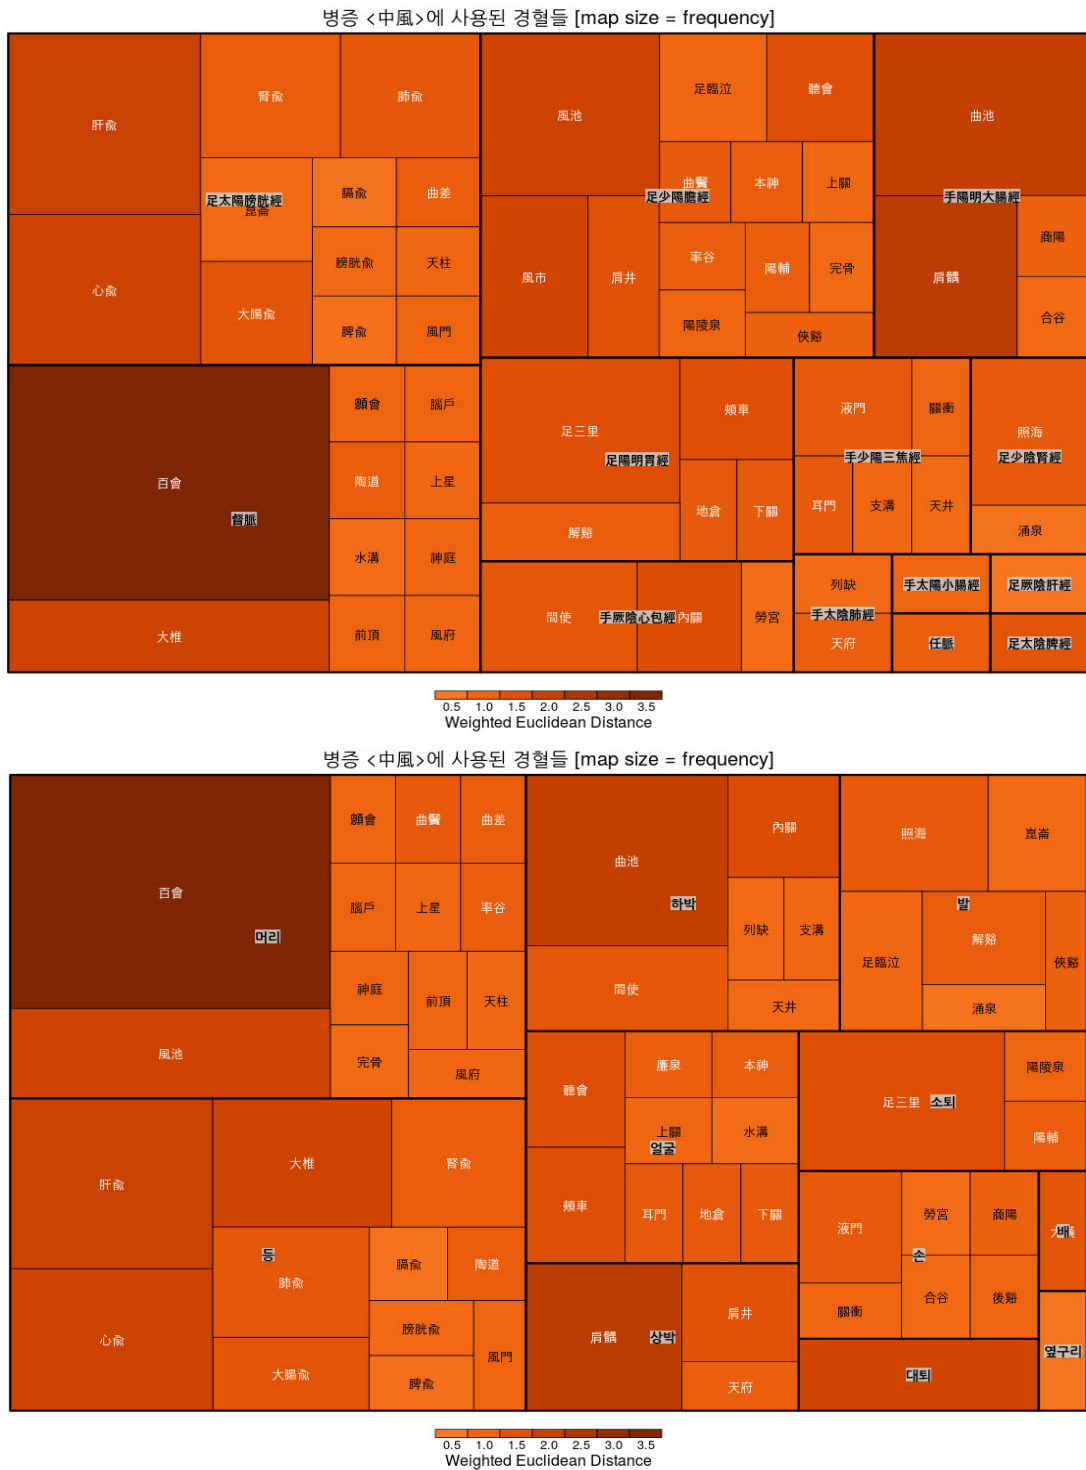 병증 <中風>에 사용된 경혈들 [map size = frequency]
肝兪
腎兪
肺兪
心兪
足太陽膀胱經
崑崙
膈兪
曲差
膀胱兪
天柱
大腸兪
脾兪
風門
風池
足臨泣
聽會
曲鬢
本神
上關
足少陽膽經
風市
肩井
率谷
陽輔
完骨
陽陵泉
俠谿
曲池
手陽明大腸經
肩髃
商陽
合谷
百會
督脈
大椎
顖會
腦戶
陶道
上星
水溝
神庭
前頂
風府
足三里
頰車
足陽明胃經
解谿
地倉
下關
液門
關衝
手少陽三焦經
耳門
支溝
天井
照海
足少陰腎經
涌泉
間使
手厥陰心包經
內關
勞宮
列缺
手太陰肺經
天府
手太陽小腸經
足厥陰肝經
任脈
足太陰脾經
0.5 1.0 1.5 2.0 2.5 3.0 3.5
Weighted Euclidean Distance
병증 <中風>에 사용된 경혈들 [map size = frequency]
百會
머리
風池
顖會
曲鬢
曲差
腦戶
上星
率谷
神庭
前頂
天柱
完骨
風府
曲池
內關
하박
列缺
支溝
間使
天井
照海
崑崙
발
足臨泣
解谿
俠谿
涌泉
肝兪
大椎
腎兪
등
肺兪
膈兪
陶道
心兪
膀胱兪
風門
大腸兪
脾兪
聽會
廉泉
本神
上關
水溝
얼굴
頰車
耳門
地倉
下關
足三里
소퇴
陽陵泉
陽輔
液門
勞宮
商陽
손
關衝
合谷
後谿
배
肩髃
상박
肩井
天府
대퇴
옆구리
0.5 1.0 1.5 2.0 2.5 3.0 3.5
Weighted Euclidean Distance